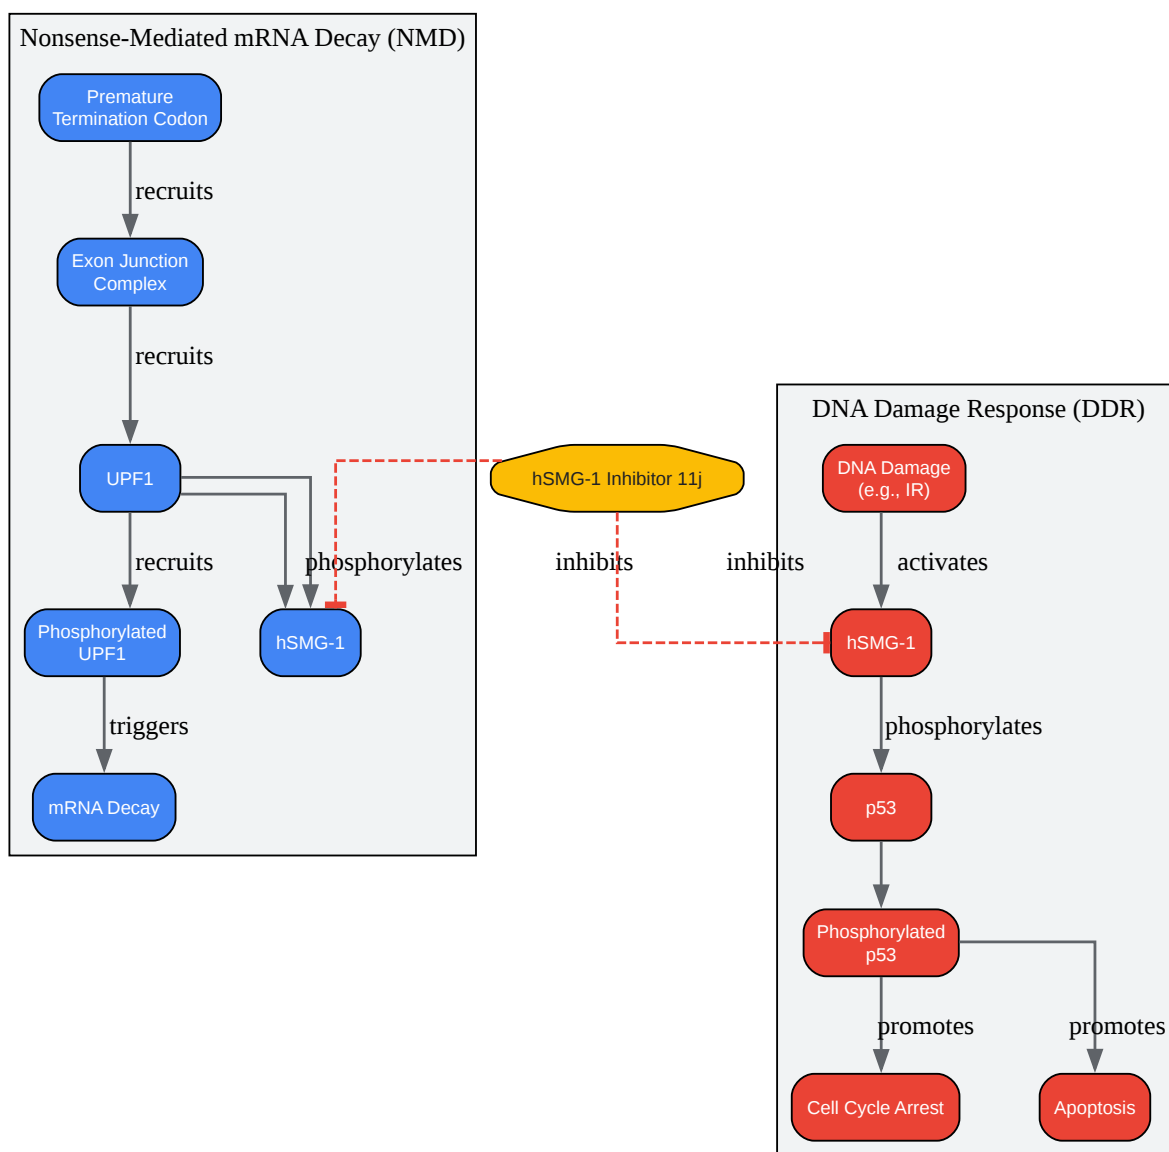 Nonsense-Mediated mRNA Decay (NMD)
Premature
Termination Codon
recruits
Exon Junction
Complex
recruits
UPF1
recruits
phosphorylates
Phosphorylated
UPF1
hSMG-1
triggers
mRNA Decay
hSMG-1 Inhibitor 11j
inhibits
inhibits
DNA Damage Response (DDR)
DNA Damage
(e.g., IR)
activates
hSMG-1
phosphorylates
p53
Phosphorylated
p53
promotes
promotes
Cell Cycle Arrest
Apoptosis